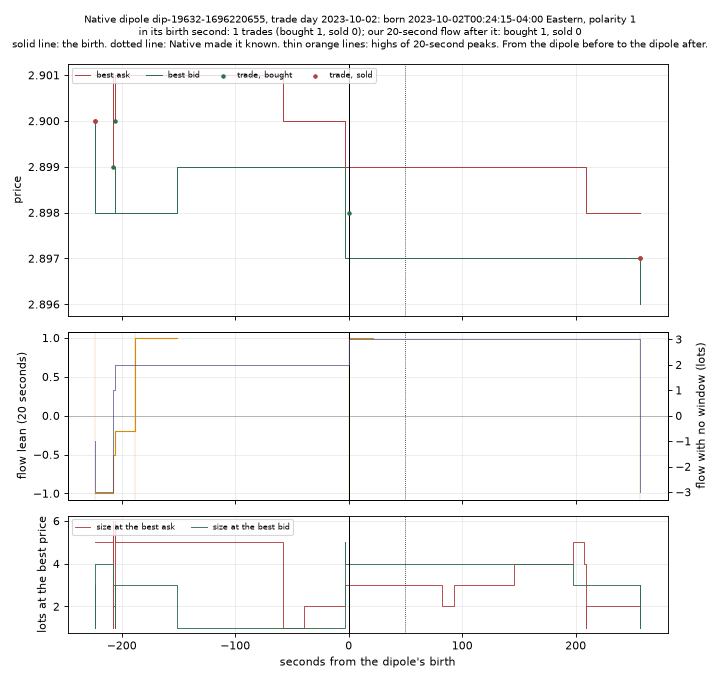 Native dipole dip-19632-1696220655, trade day 2023-10-02: born 2023-10-02T00:24:15-04:00 Eastern, polarity 1
in its birth second: 1 trades (bought 1, sold 0); our 20-second flow after it: bought 1, sold 0
solid line: the birth. dotted line: Native made it known. thin orange lines: highs of 20-second peaks. From the dipole before to the dipole after.
best ask
best bid
trade, bought
trade, sold
2.901
2.900
2.899
2.898
2.897
2.896
price
1.0
0.5
0.0
−0.5
−1.0
flow lean (20 seconds)
3
2
1
0
−1
−2
−3
flow with no window (lots)
size at the best ask
size at the best bid
6
4
2
lots at the best price
−200
−100
0
100
200
seconds from the dipole's birth